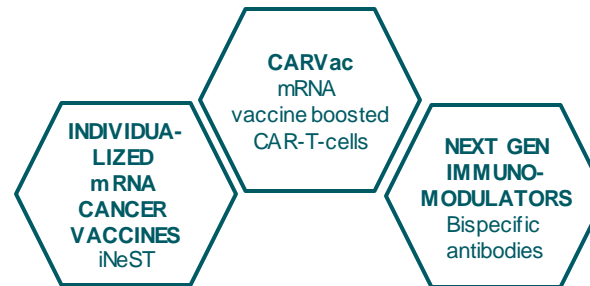 INDIVIDUA-
LIZED
mRNA
CANCER
VACCINES
iNeST
CARVac
mRNA
vaccine boosted
CAR-T-cells
NEXT GEN
IMMUNO-
MODULATORS
Bispecific
antibodies